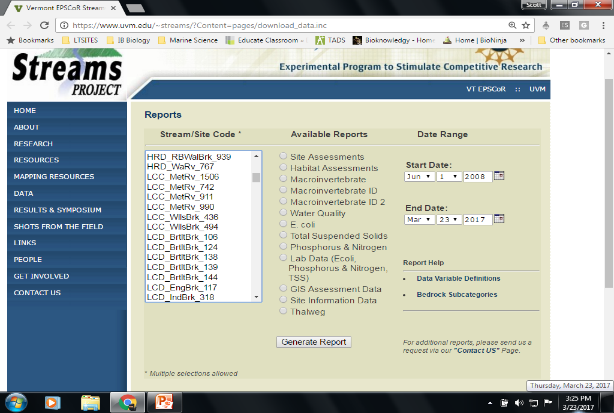 Vermont EPSCoR Stream
Scott
https://www.uvm.edu/~streams/?Content=pages/download_data.inc
Bookmarks LTSITES IB Biology Marine Science Educate Classroom TADS Bioknowledgy - Home Home | BioNinja » Other bookmarks
Streams
PROJECT
Experimental Program to Stimulate Competitive Research
VT EPSCoR :: UVM
HOME
ABOUT
RESEARCH
RESOURCES
MAPPING RESOURCES
DATA
RESULTS & SYMPOSIUM
SHOTS FROM THE FIELD
LINKS
PEOPLE
GET INVOLVED
CONTACT US
Reports
Stream/Site Code *
HRD_RBWalBrk_939
HRD_WaRv_767
LCC_MetRv_1506
LCC_MetRv_742
LCC_MetRv_911
LCC_MetRv_990
LCC_WllsBrk_436
LCC_WllsBrk_494
LCD_BrtltBrk_106
LCD_BrtltBrk_124
LCD_BrtltBrk_138
LCD_BrtltBrk_139
LCD_BrtltBrk_144
LCD_EngBrk_117
LCD_IndBrk_318
Available Reports
Site Assessments
Habitat Assessments
Macroinvertebrate
Macroinvertebrate ID
Macroinvertebrate ID 2
Water Quality
E. coli
Total Suspended Solids
Phosphorus & Nitrogen
Lab Data (Ecoli,
Phosphorus & Nitrogen,
TSS)
GIS Assessment Data
Site Information Data
Thalweg
Generate Report
Date Range
Start Date:
Jun 1 2008
End Date:
Mar 23 2017
Report Help
• Data Variable Definitions
• Bedrock Subcategories
For additional reports, please send us a
request via our "Contact US" Page.
* Multiple selections allowed
Thursday, March 23, 2017
3:25 PM
3/23/2017